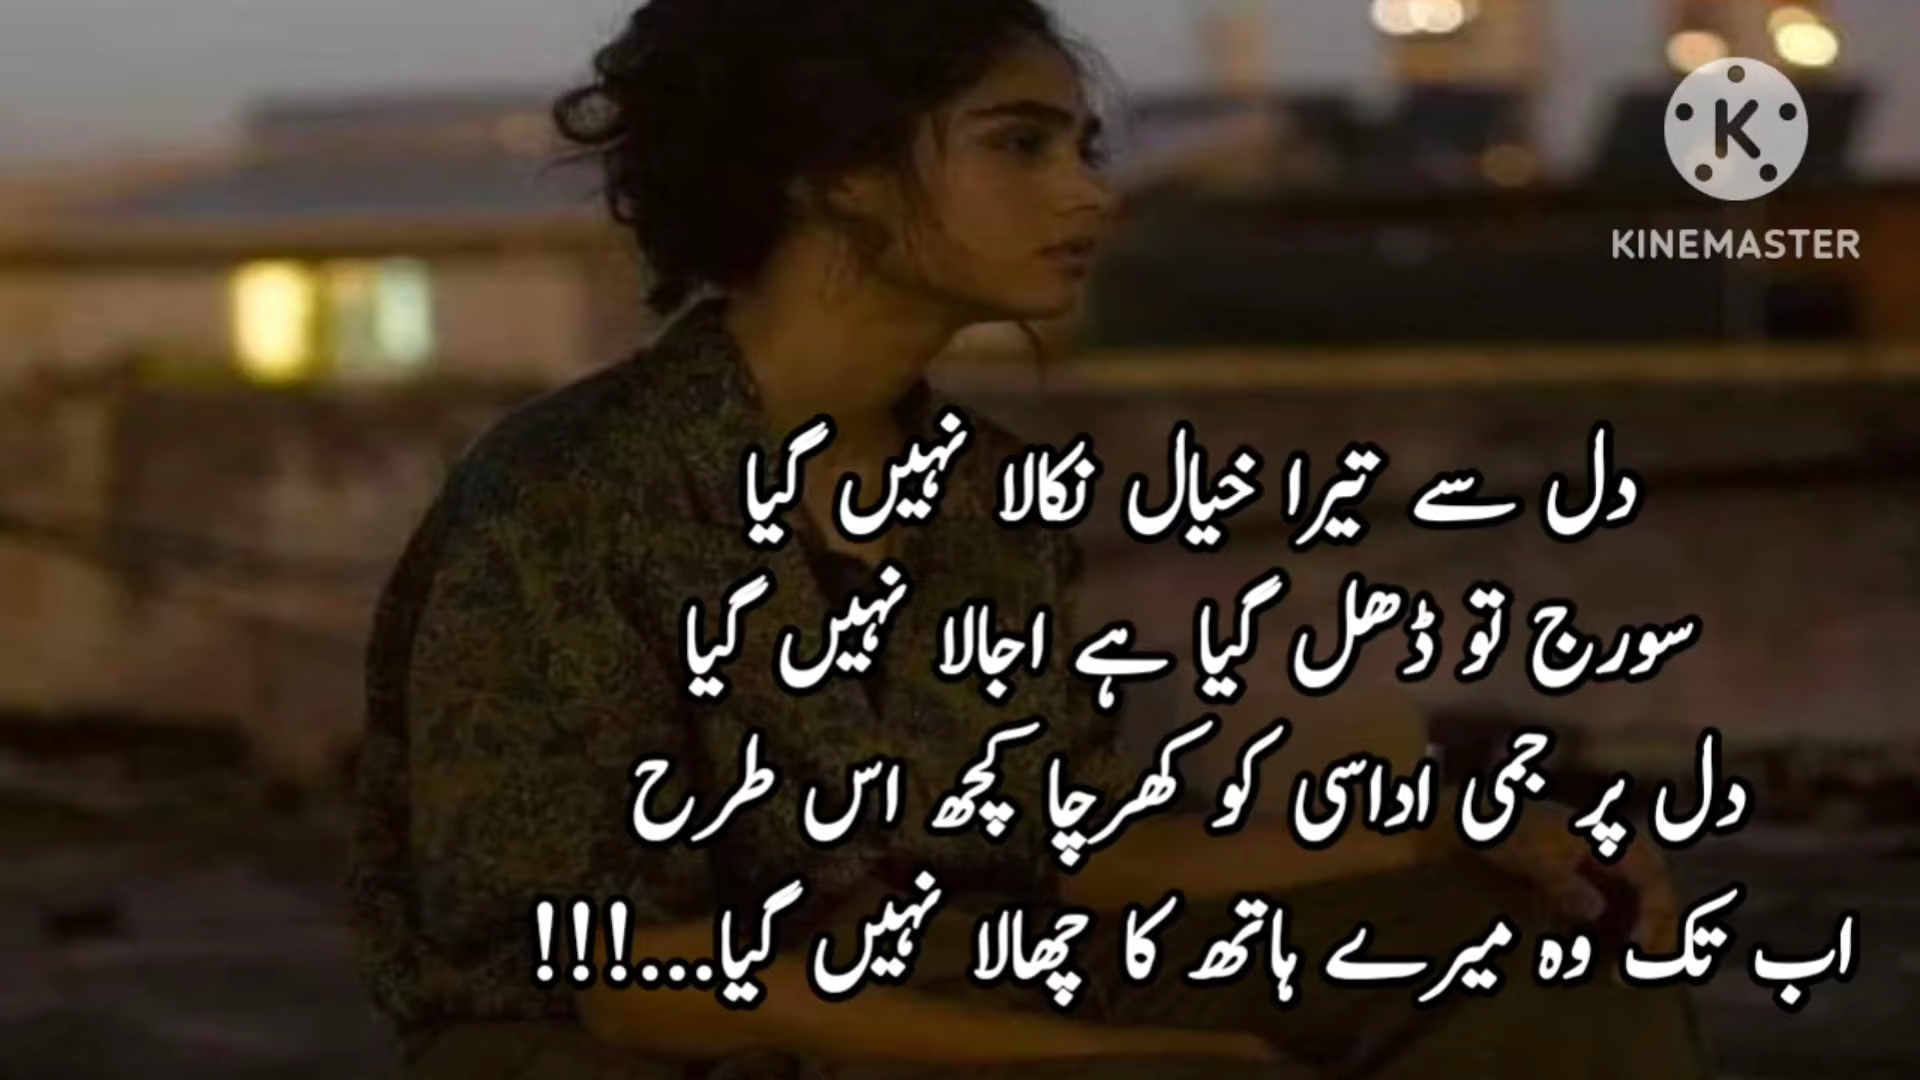 KINEMASTER
دل سے تیرا خیال نکالا نہیں گیا
سورج تو ڈھل گیا ہے اجالا نہیں گیا
دل پر جمی اداسی کو کھرچا کچھ اس طرح
اب تک وہ میرے ہاتھ کا چھالا نہیں گیا...!!!